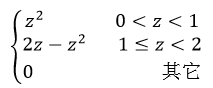 z² 0 < z < 1
2z − z² 1 ≤ z < 2
0 其它